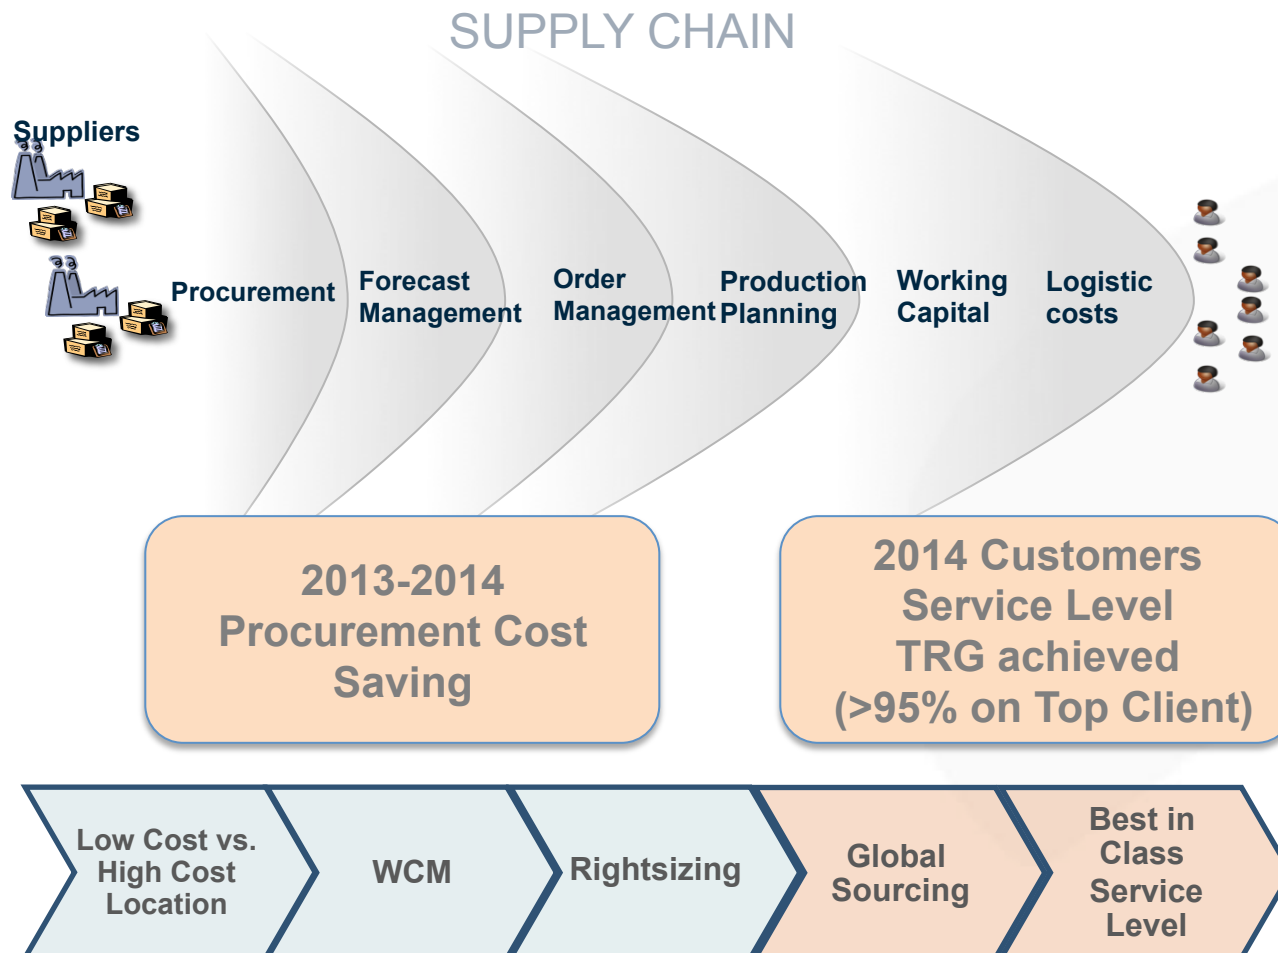 SUPPLY CHAIN
Suppliers
Procurement
Forecast
Management
Order
Management
Production
Planning
Working
Capital
Logistic
costs
2013-2014
Procurement Cost
Saving
2014 Customers
Service Level
TRG achieved
(>95% on Top Client)
Low Cost vs.
High Cost
Location
WCM
Rightsizing
Global
Sourcing
Best in
Class
Service
Level